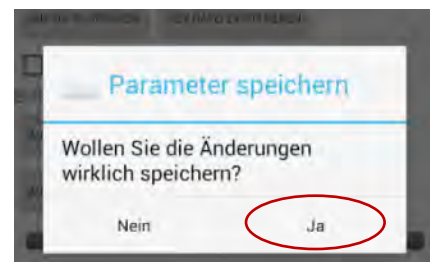 Parameter speichern
Wollen Sie die Änderungen
wirklich speichern?
Nein Ja